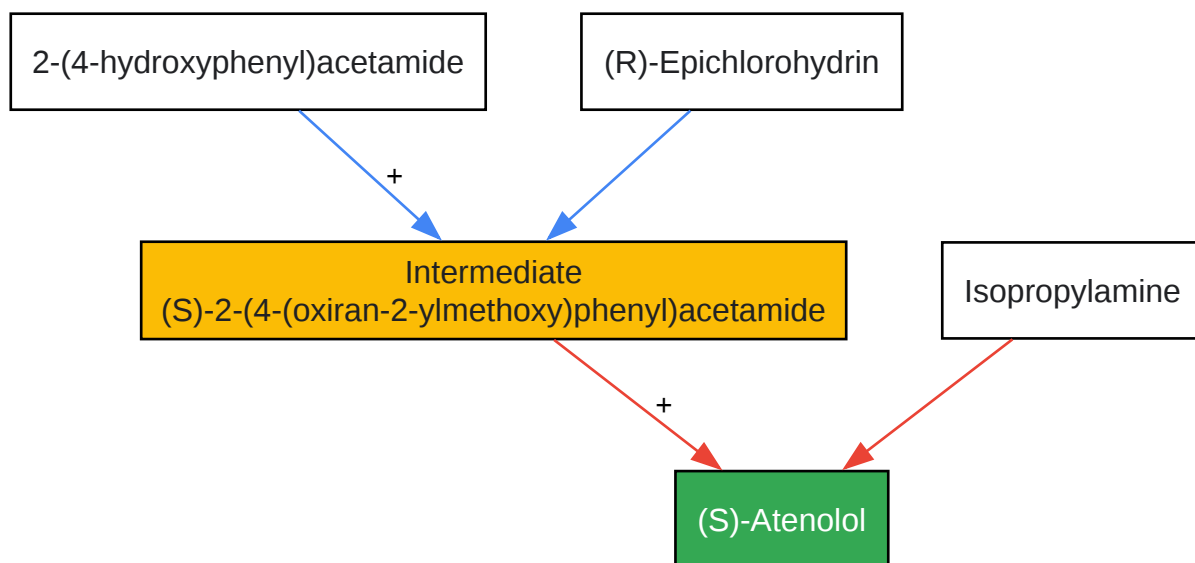 2-(4-hydroxyphenyl)acetamide
(R)-Epichlorohydrin
+
Intermediate
(S)-2-(4-(oxiran-2-ylmethoxy)phenyl)acetamide
Isopropylamine
+
(S)-Atenolol